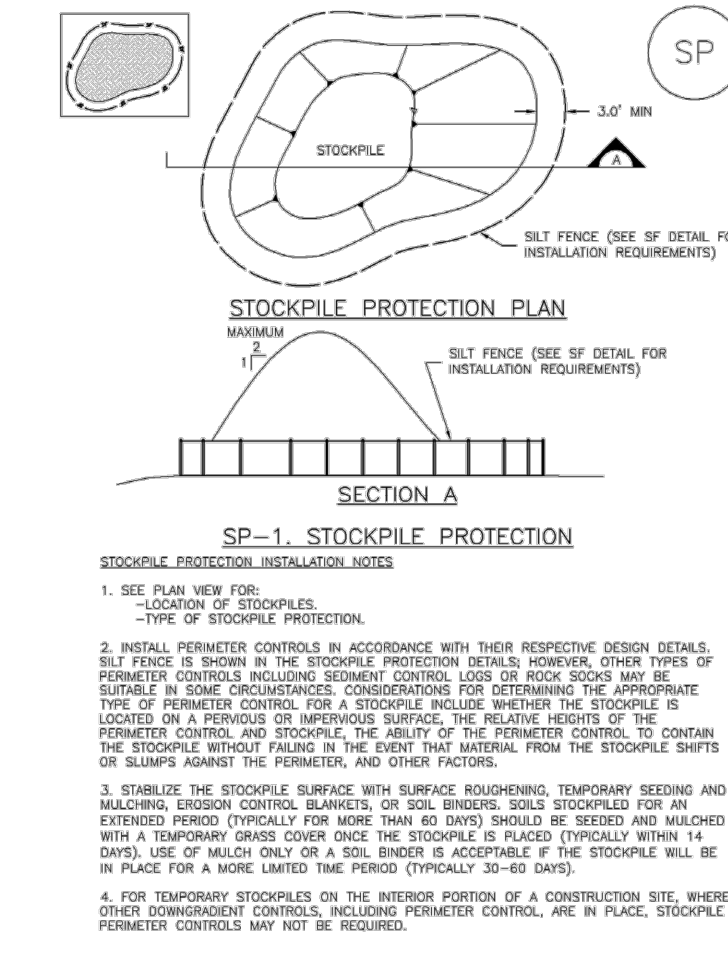 SP
3.0' MIN
STOCKPILE
A
SILT FENCE (SEE SF DETAIL
INSTALLATION REQUIREMENTS)
STOCKPILE PROTECTION PLAN
MAXIMUM
2
1
SILT FENCE (SEE SF DETAIL FOR
INSTALLATION REQUIREMENTS)
SECTION A
SP-1. STOCKPILE PROTECTION
STOCKPILE PROTECTION INSTALLATION NOTES
1. SEE PLAN VIEW FOR:
-LOCATION OF STOCKPILES.
-TYPE OF STOCKPILE PROTECTION.
2. INSTALL PERIMETER CONTROLS IN ACCORDANCE WITH THEIR RESPECTIVE DESIGN DETAILS.
SILT FENCE IS SHOWN IN THE STOCKPILE PROTECTION DETAILS; HOWEVER, OTHER TYPES OF
PERIMETER CONTROLS INCLUDING SEDIMENT CONTROL LOGS OR ROCK SOCKS MAY BE
SUITABLE IN SOME CIRCUMSTANCES. CONSIDERATIONS FOR DETERMINING THE APPROPRIATE
TYPE OF PERIMETER CONTROL FOR A STOCKPILE INCLUDE WHETHER THE STOCKPILE IS
LOCATED ON A PERVIOUS OR IMPERVIOUS SURFACE, THE RELATIVE HEIGHTS OF THE
PERIMETER CONTROL AND STOCKPILE, THE ABILITY OF THE PERIMETER CONTROL TO CONTAIN
THE STOCKPILE WITHOUT FAILING IN THE EVENT THAT MATERIAL FROM THE STOCKPILE SHIFTS
OR SLUMPS AGAINST THE PERIMETER, AND OTHER FACTORS.
3. STABILIZE THE STOCKPILE SURFACE WITH SURFACE ROUGHENING, TEMPORARY SEEDING AND
MULCHING, EROSION CONTROL BLANKETS, OR SOIL BINDERS. SOILS STOCKPILED FOR AN
EXTENDED PERIOD (TYPICALLY FOR MORE THAN 60 DAYS) SHOULD BE SEEDED AND MULCHED
WITH A TEMPORARY GRASS COVER ONCE THE STOCKPILE IS PLACED (TYPICALLY WITHIN 14
DAYS). USE OF MULCH ONLY OR A SOIL BINDER IS ACCEPTABLE IF THE STOCKPILE WILL BE
IN PLACE FOR A MORE LIMITED TIME PERIOD (TYPICALLY 30-60 DAYS).
4. FOR TEMPORARY STOCKPILES ON THE INTERIOR PORTION OF A CONSTRUCTION SITE, WHERE
OTHER DOWNGRADIENT CONTROLS, INCLUDING PERIMETER CONTROL, ARE IN PLACE, STOCKPILE
PERIMETER CONTROLS MAY NOT BE REQUIRED.